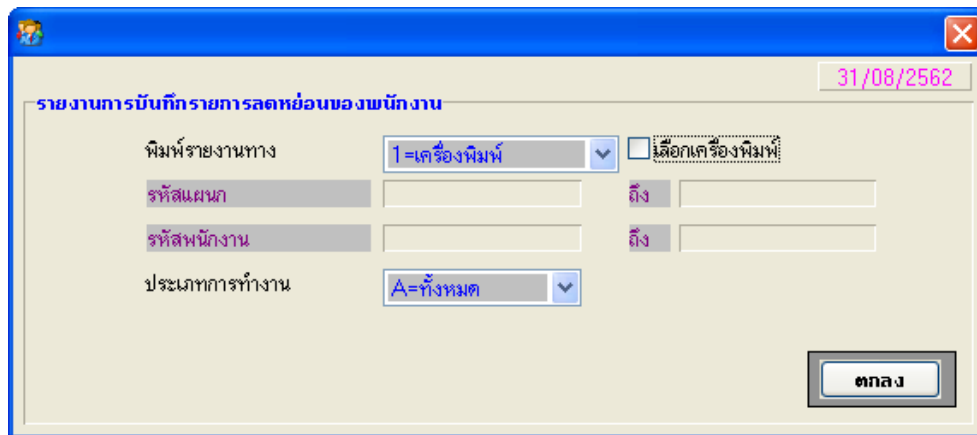 31/08/2562
รายงานการบันทึกรายการลดหย่อนของพนักงาน
พิมพ์รายงานทาง 1=เครื่องพิมพ์ เลือกเครื่องพิมพ์
รหัสแผนก ถึง
รหัสพนักงาน ถึง
ประเภทการทำงาน A=ทั้งหมด
ตกลง